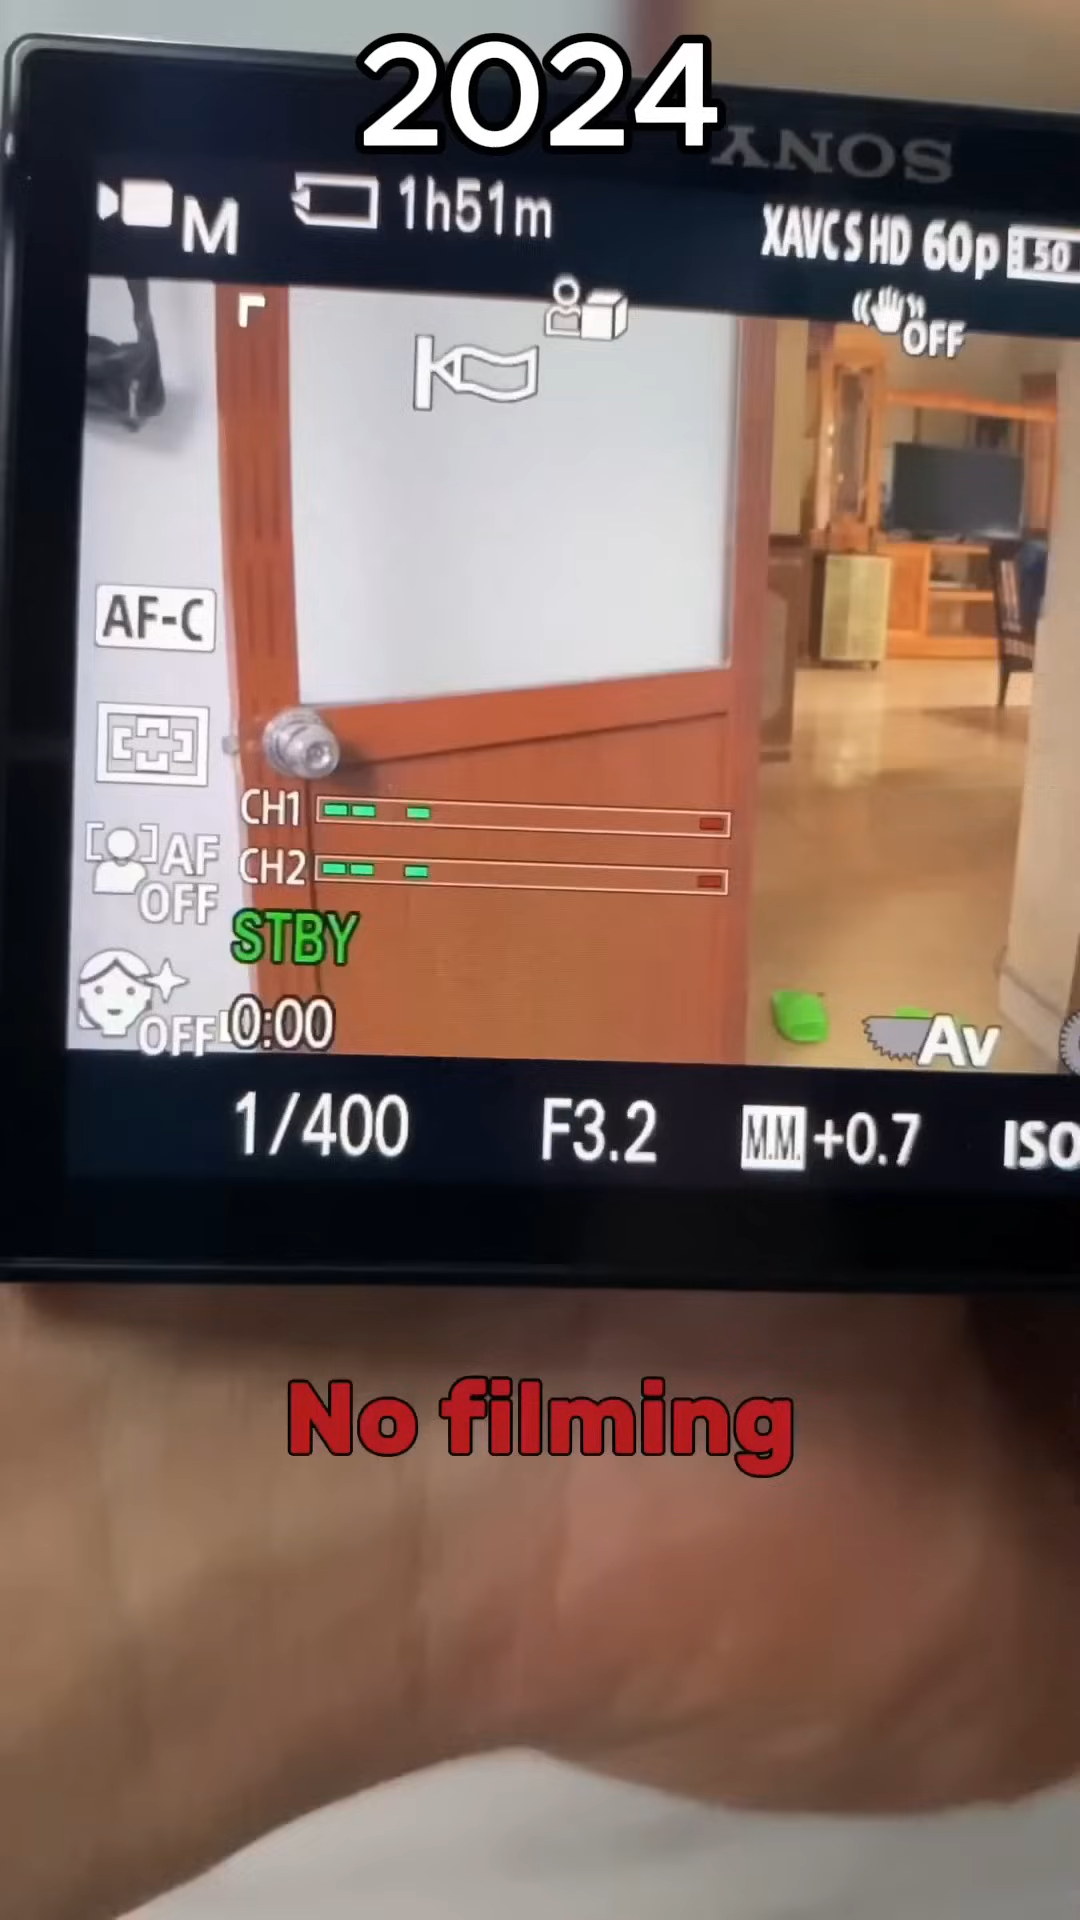 2024
SONY
M
1h51m
XAVC S HD 60p
50
OFF
AF-C
CH1
AF
OFF
CH2
STBY
OFF
0:00
Av
1/400
F3.2
M.M.
+0.7
ISO
No filming